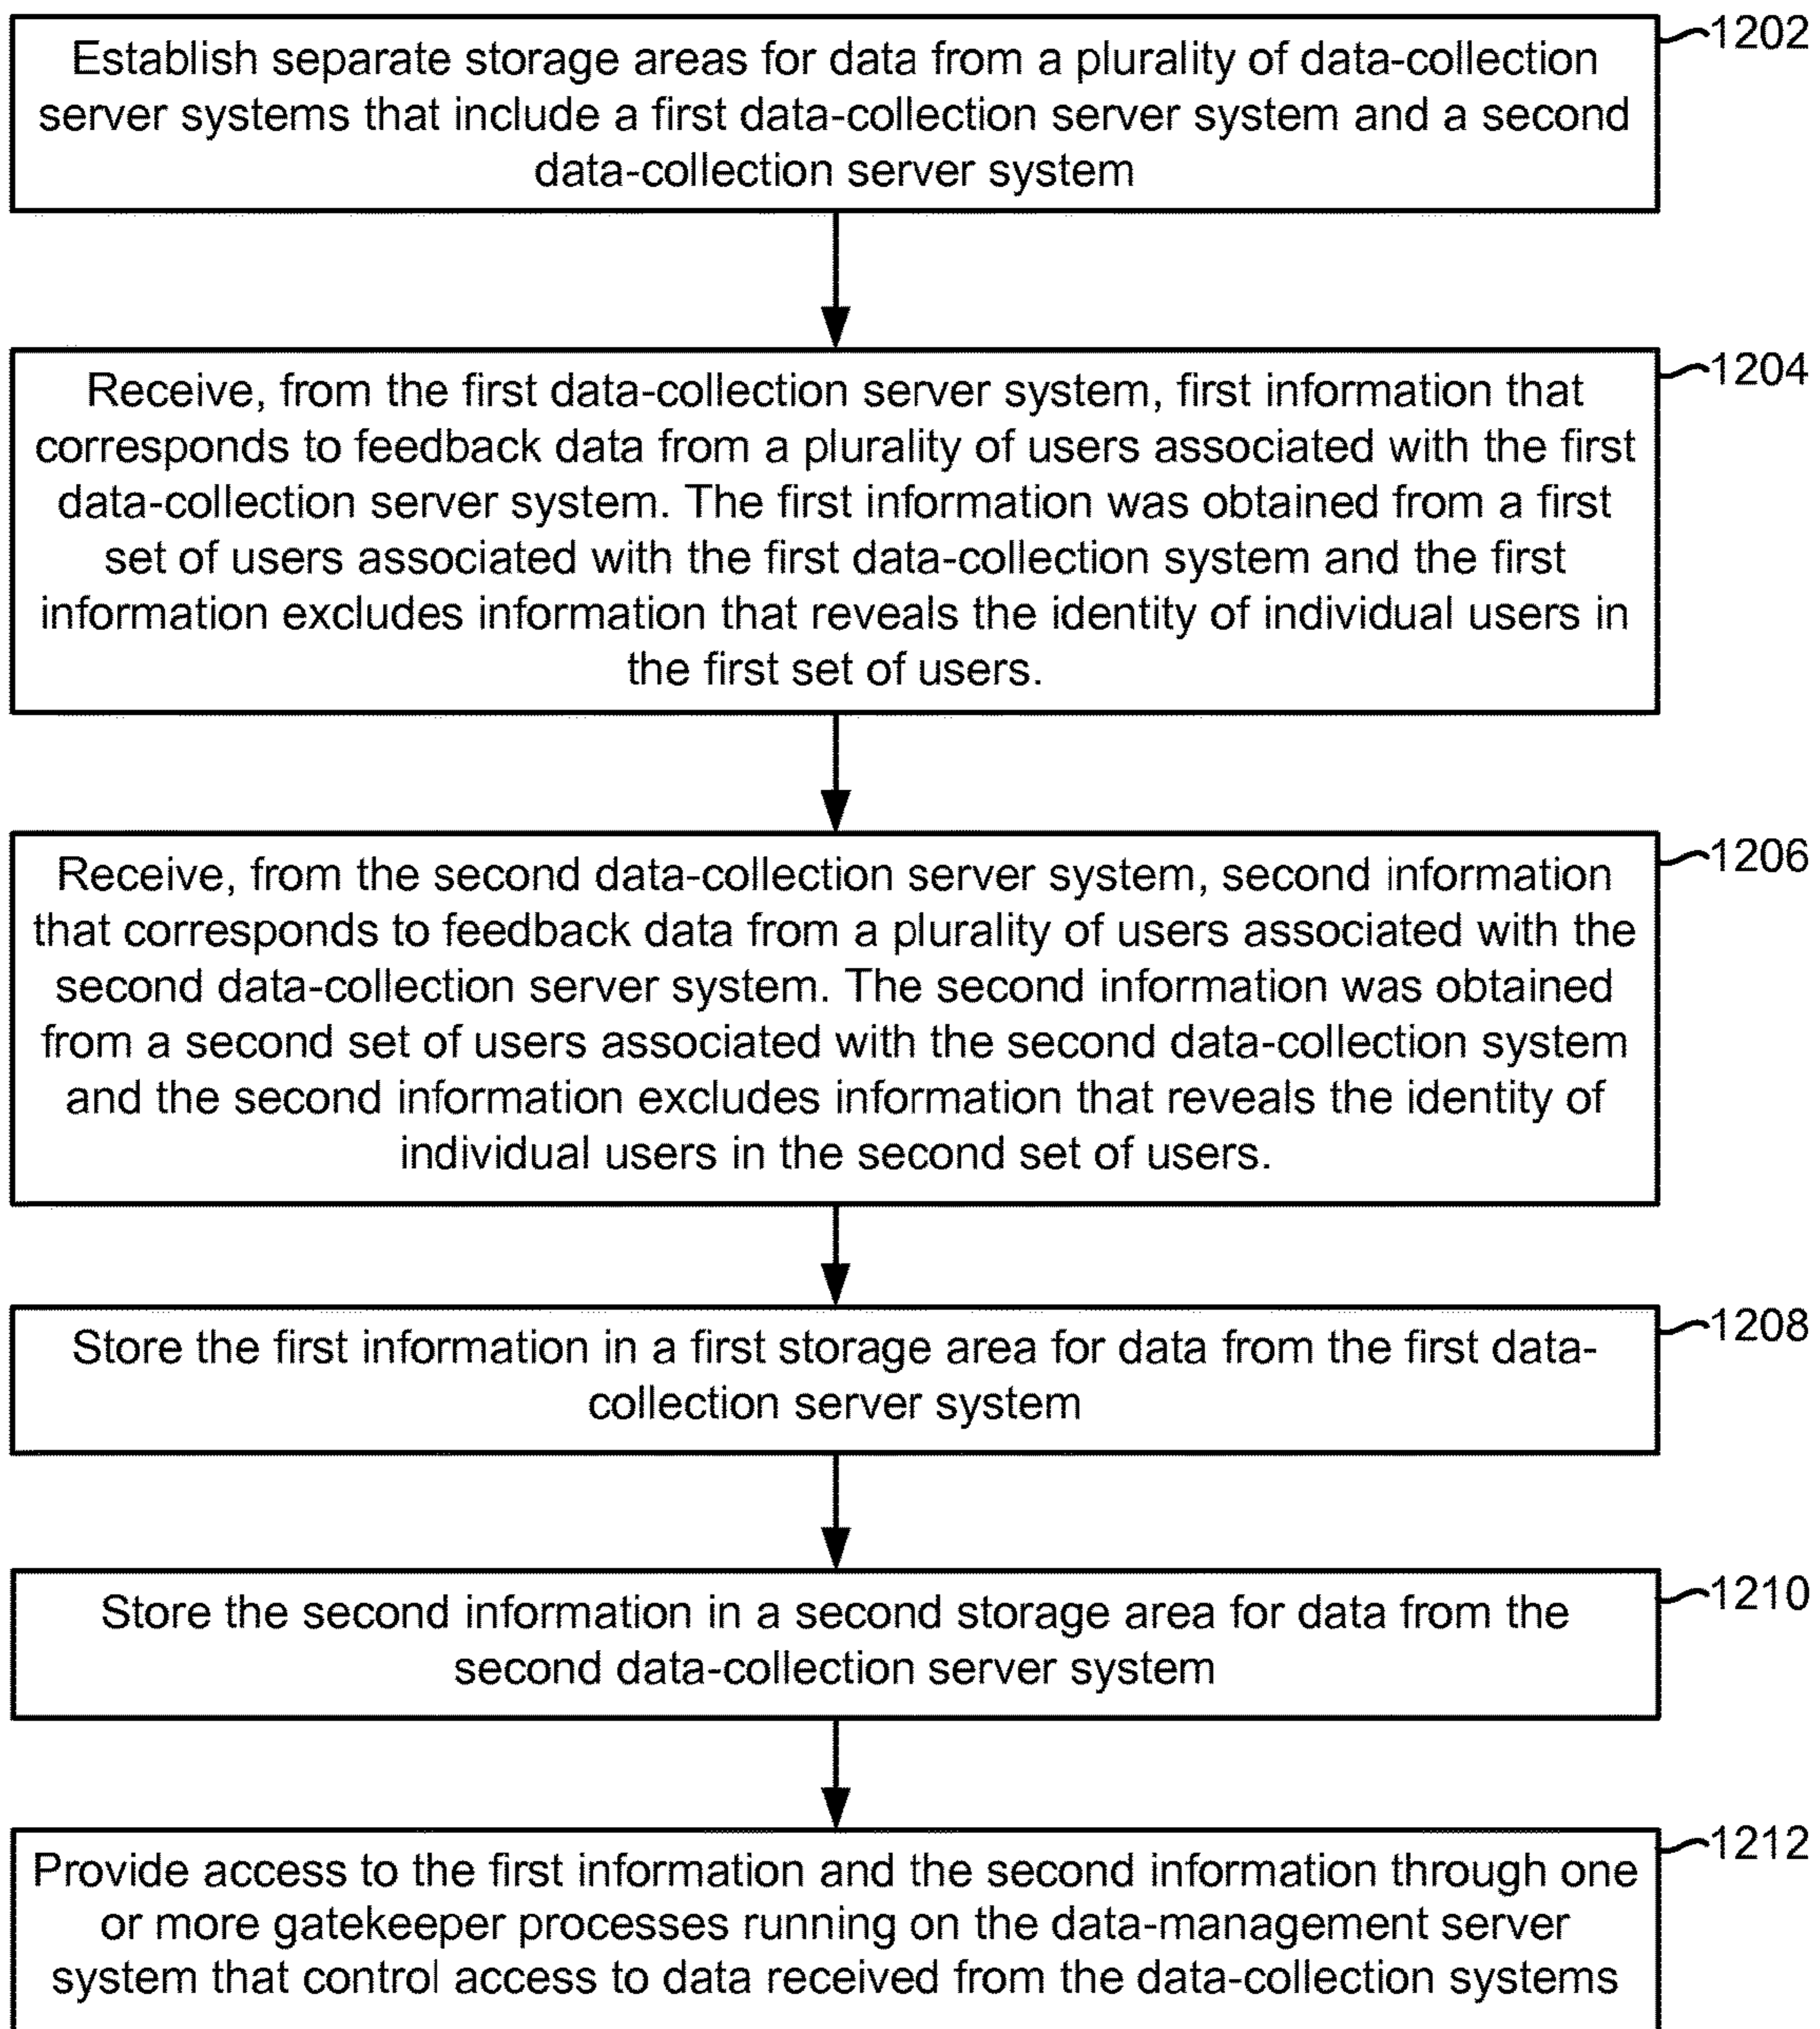 1202
Establish separate storage areas for data from a plurality of data-collection
server systems that include a first data-collection server system and a second
data-collection server system
1204
Receive, from the first data-collection server system, first information that
corresponds to feedback data from a plurality of users associated with the first
data-collection server system. The first information was obtained from a first
set of users associated with the first data-collection system and the first
information excludes information that reveals the identity of individual users in
the first set of users.
1206
Receive, from the second data-collection server system, second information
that corresponds to feedback data from a plurality of users associated with the
second data-collection server system. The second information was obtained
from a second set of users associated with the second data-collection system
and the second information excludes information that reveals the identity of
individual users in the second set of users.
1208
Store the first information in a first storage area for data from the first data-
collection server system
1210
Store the second information in a second storage area for data from the
second data-collection server system
1212
Provide access to the first information and the second information through one
or more gatekeeper processes running on the data-management server
system that control access to data received from the data-collection systems